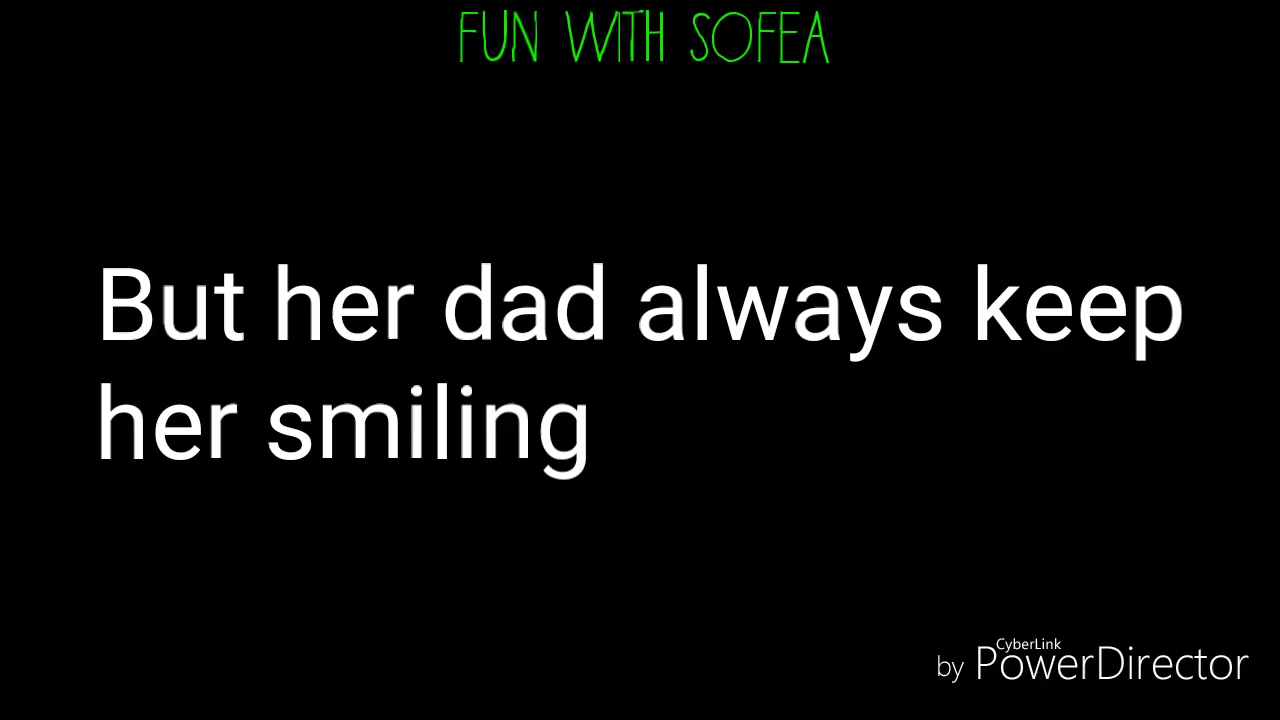 FUN WITH SOFEA
But her dad always keep
her smiling
CyberLink
by PowerDirector